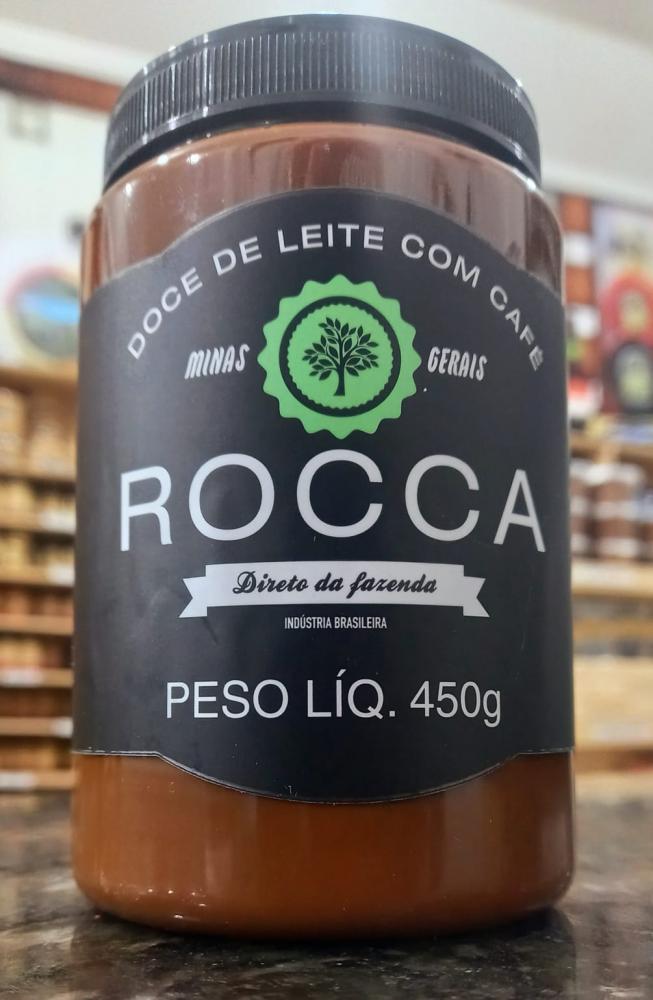 DOCE DE LEITE COM CAFÉ
MINAS GERAIS
ROCCA
Direto da fazenda
INDÚSTRIA BRASILEIRA
PESO LÍQ. 450g